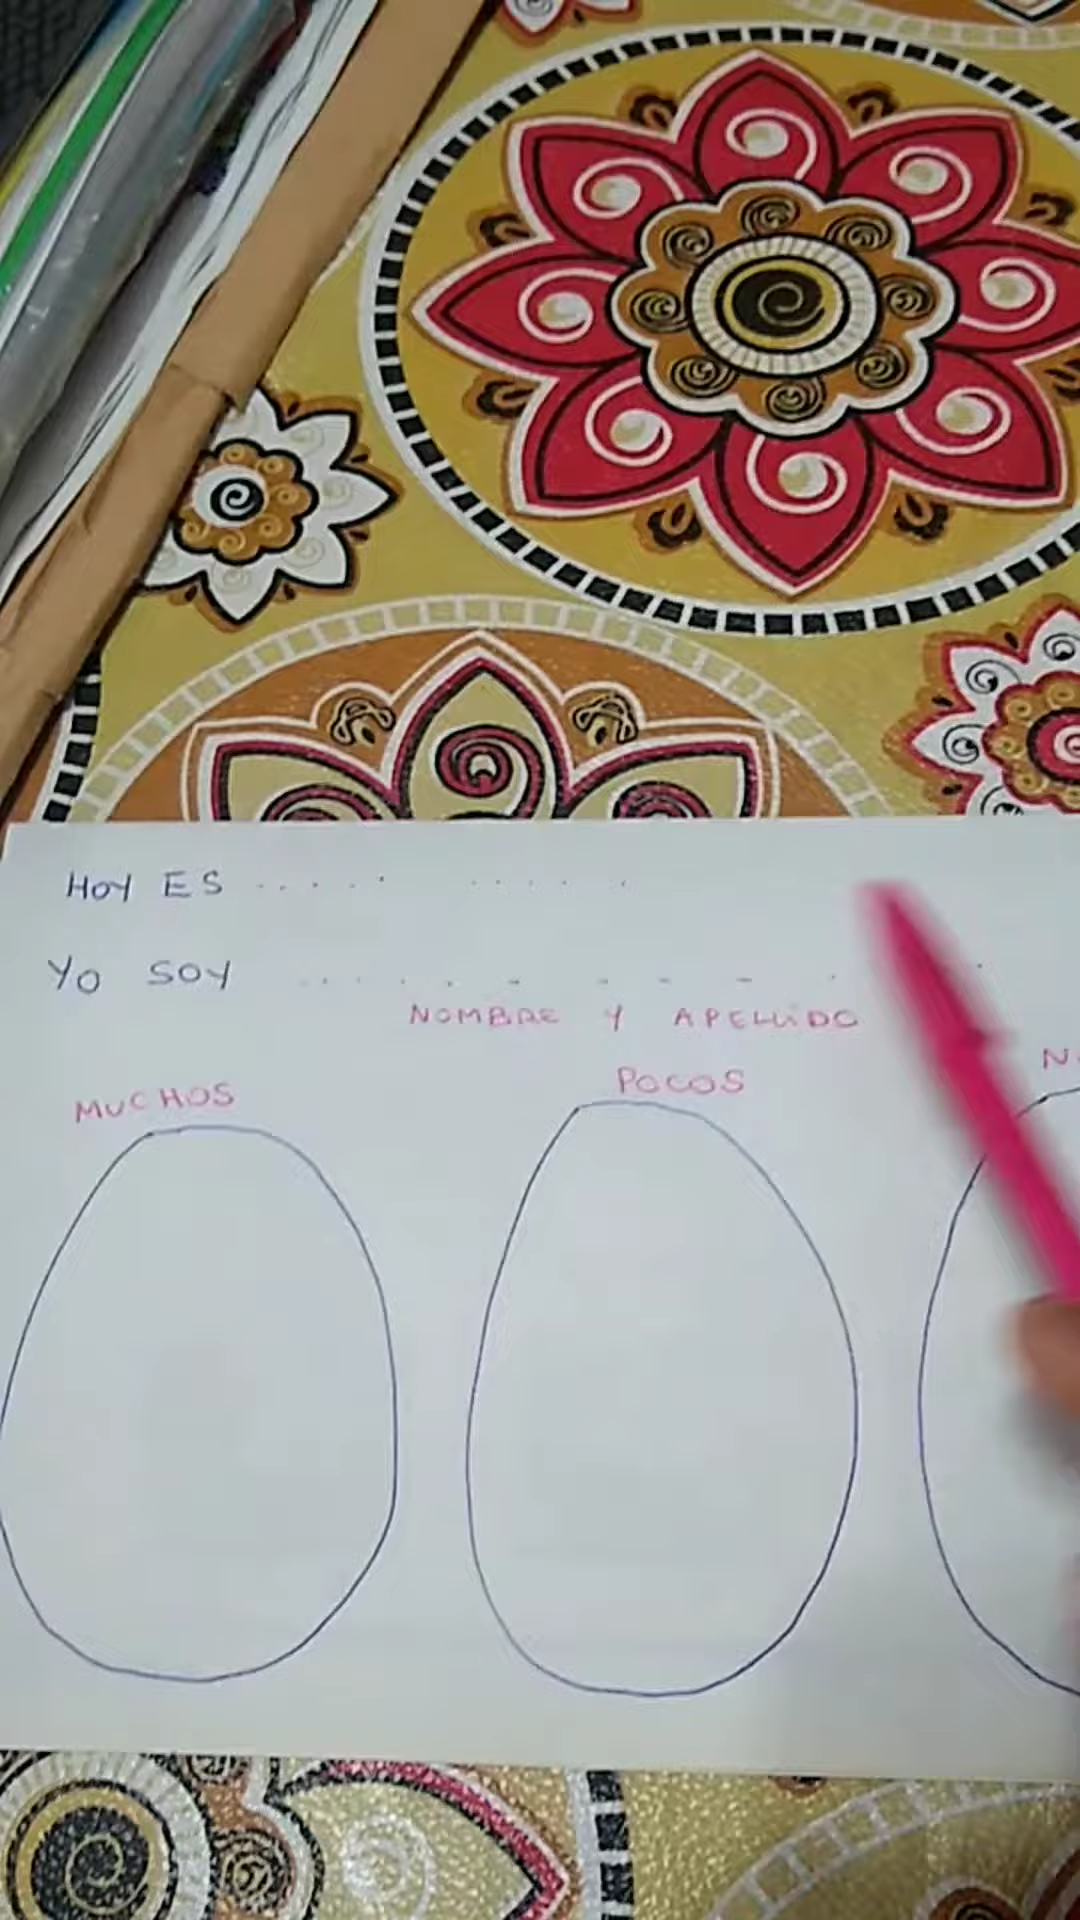 HOY ES ..... .....
YO SOY ............
NOMBRE Y APELLiDO
MUCHOS
POCOS